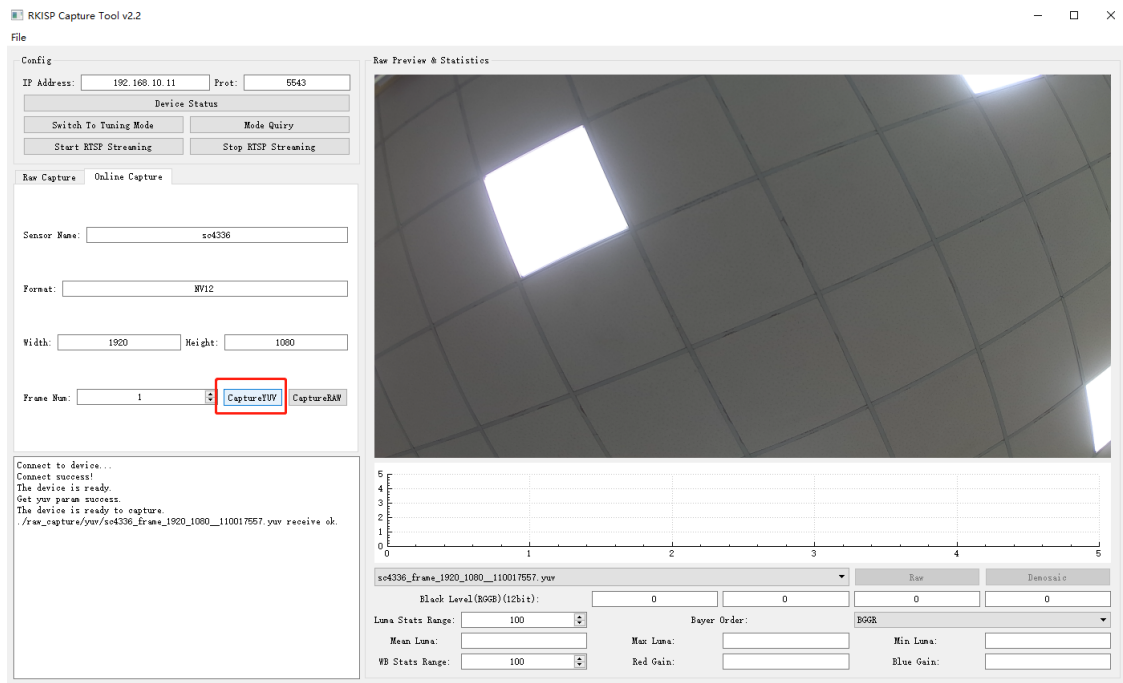 RKISP Capture Tool v2.2
File
Config
IP Address: 192.168.10.11 Prot: 5543
Device Status
Switch To Tuning Mode Mode Quiry
Start RTSP Streaming Stop RTSP Streaming
Raw Capture Online Capture
Sensor Name: sc4336
Format: NV12
Width: 1920 Height: 1080
Frame Num: 1 CaptureYUV CaptureRAW
Connect to device...
Connect success!
The device is ready.
Get yuv param success.
The device is ready to capture.
./raw_capture/yuv/sc4336_frame_1920_1080__110017557.yuv receive ok.
Raw Preview & Statistics
5
4
3
2
1
0
0 1 2 3 4 5
sc4336_frame_1920_1080__110017557.yuv Raw Demosaic
Black Level(RGGB)(12bit): 0 0 0 0
Luma Stats Range: 100 Bayer Order: BGGR
Mean Luma: Max Luma: Min Luma:
WB Stats Range: 100 Red Gain: Blue Gain: